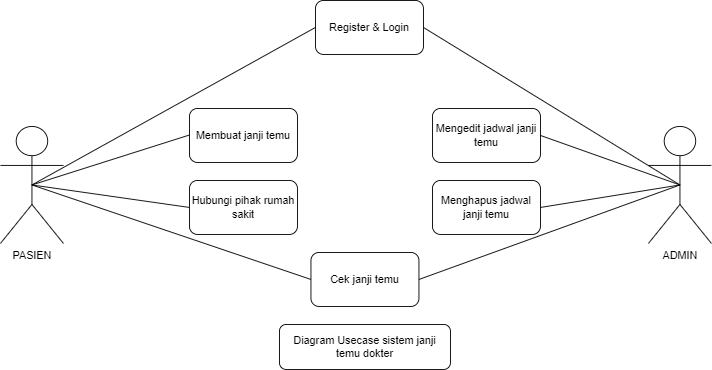 Register & Login
Membuat janji temu
Mengedit jadwal janji
temu
Hubungi pihak rumah
sakit
Menghapus jadwal
janji temu
PASIEN
ADMIN
Cek janji temu
Diagram Usecase sistem janji
temu dokter